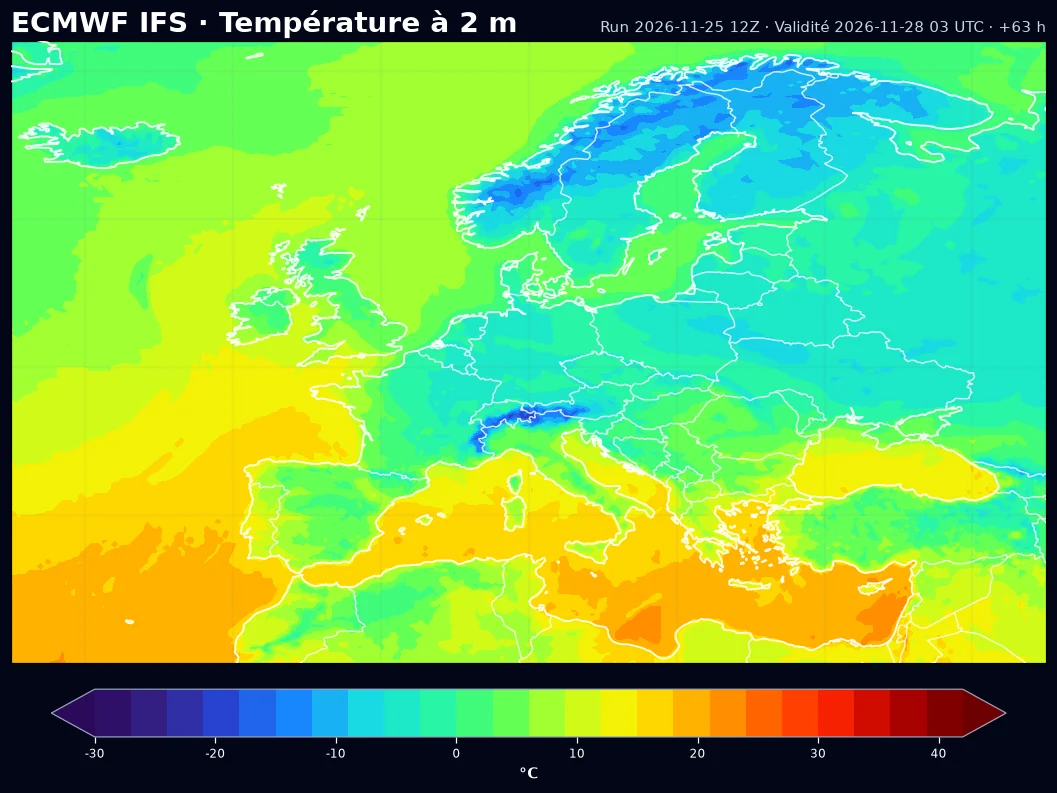 ECMWF IFS · Température à 2 m
Run 2026-11-25 12Z · Validité 2026-11-28 03 UTC · +63 h
-30 -20 -10 0 10 20 30 40
°C